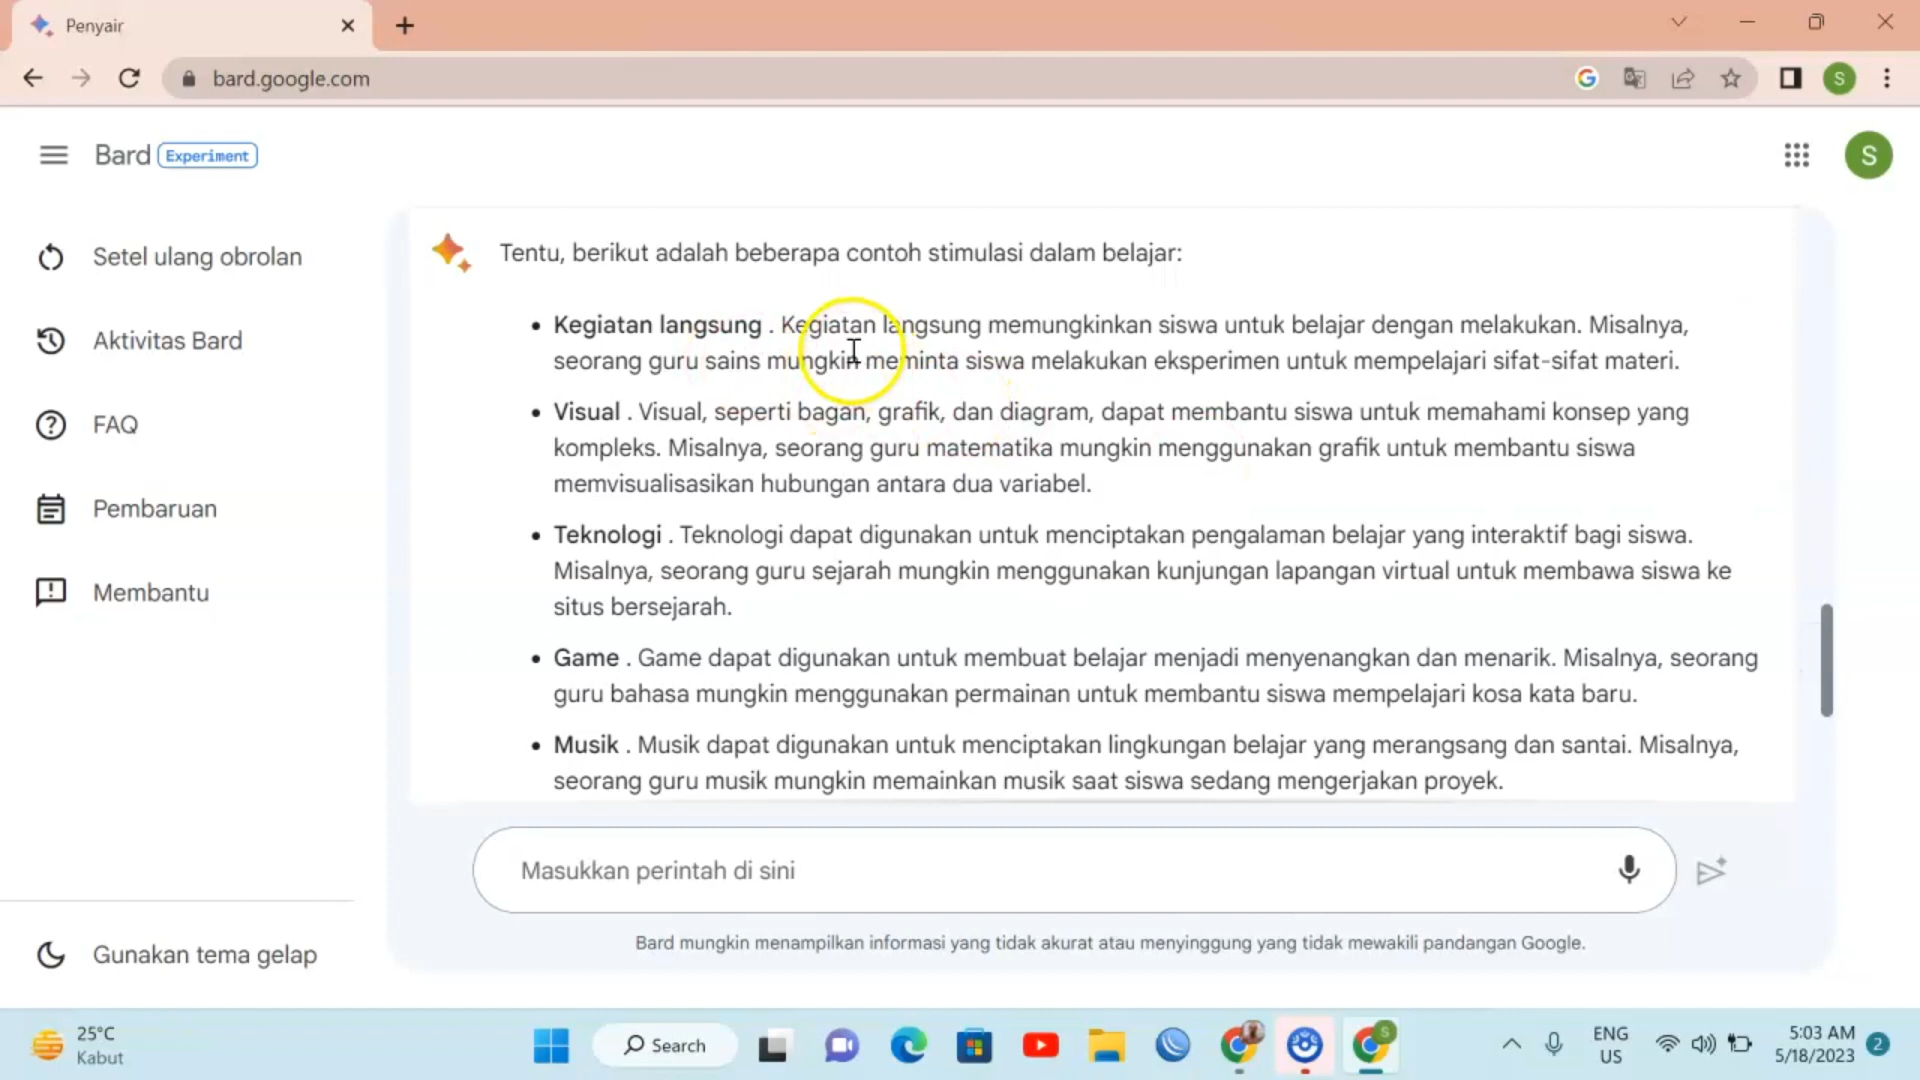 Penyair
bard.google.com
S
Bard Experiment
S
Setel ulang obrolan
Aktivitas Bard
FAQ
Pembaruan
Membantu
Gunakan tema gelap
Tentu, berikut adalah beberapa contoh stimulasi dalam belajar:
• Kegiatan langsung . Kegiatan langsung memungkinkan siswa untuk belajar dengan melakukan. Misalnya,
seorang guru sains mungkin meminta siswa melakukan eksperimen untuk mempelajari sifat-sifat materi.
• Visual . Visual, seperti bagan, grafik, dan diagram, dapat membantu siswa untuk memahami konsep yang
kompleks. Misalnya, seorang guru matematika mungkin menggunakan grafik untuk membantu siswa
memvisualisasikan hubungan antara dua variabel.
• Teknologi . Teknologi dapat digunakan untuk menciptakan pengalaman belajar yang interaktif bagi siswa.
Misalnya, seorang guru sejarah mungkin menggunakan kunjungan lapangan virtual untuk membawa siswa ke
situs bersejarah.
• Game . Game dapat digunakan untuk membuat belajar menjadi menyenangkan dan menarik. Misalnya, seorang
guru bahasa mungkin menggunakan permainan untuk membantu siswa mempelajari kosa kata baru.
• Musik . Musik dapat digunakan untuk menciptakan lingkungan belajar yang merangsang dan santai. Misalnya,
seorang guru musik mungkin memainkan musik saat siswa sedang mengerjakan proyek.
Masukkan perintah di sini
Bard mungkin menampilkan informasi yang tidak akurat atau menyinggung yang tidak mewakili pandangan Google.
25°C
Kabut
Search
S
ENG
US
5:03 AM
5/18/2023
2